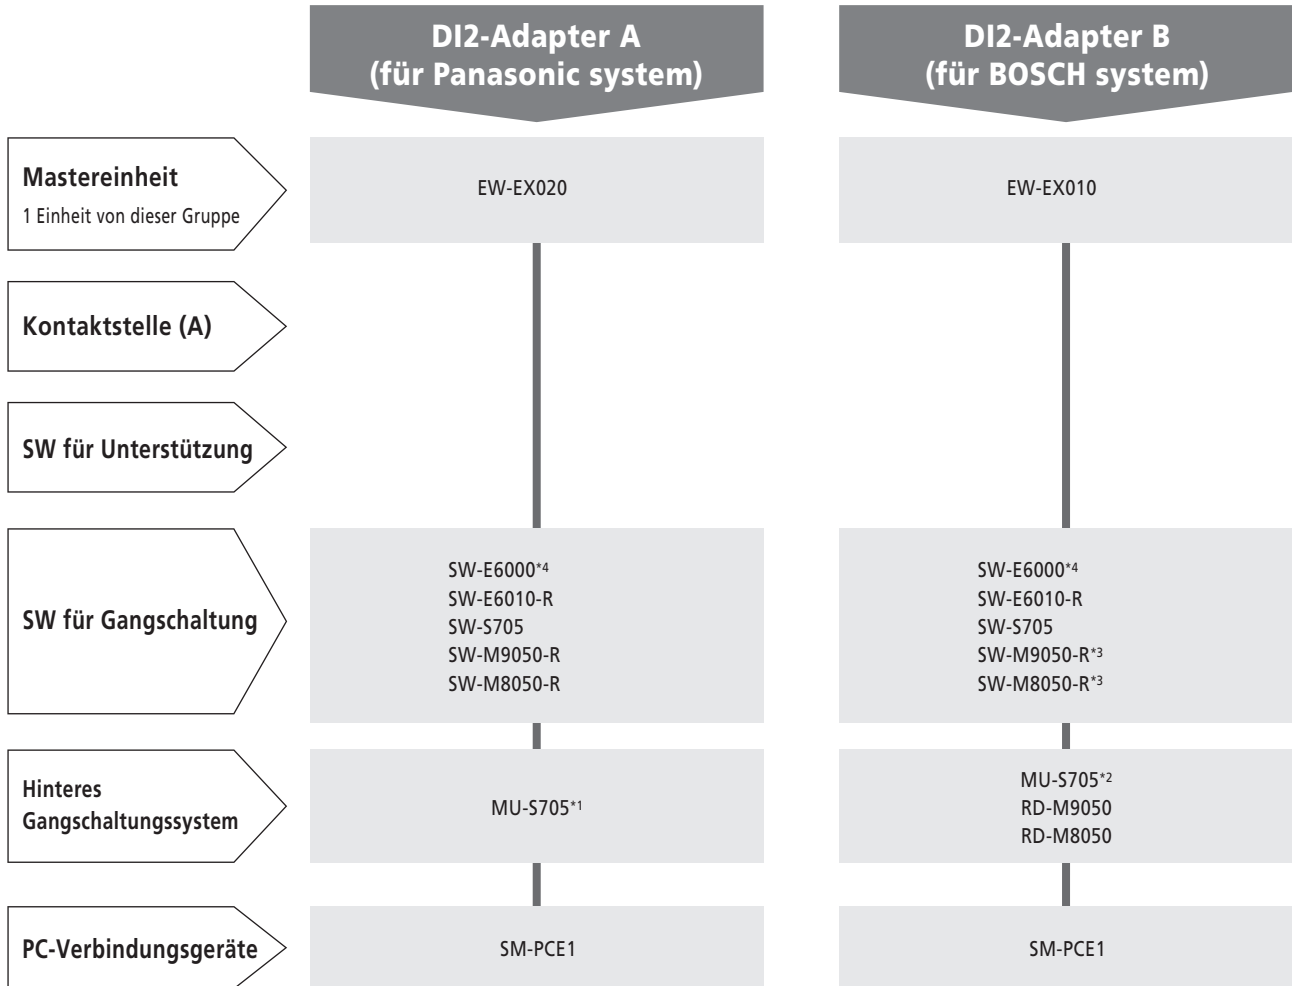 DI2-Adapter A
(für Panasonic system)
DI2-Adapter B
(für BOSCH system)
Mastereinheit
1 Einheit von dieser Gruppe
EW-EX020
EW-EX010
Kontaktstelle (A)
SW für Unterstützung
SW für Gangschaltung
SW-E6000*4
SW-E6010-R
SW-S705
SW-M9050-R
SW-M8050-R
SW-E6000*4
SW-E6010-R
SW-S705
SW-M9050-R*3
SW-M8050-R*3
Hinteres
Gangschaltungssystem
MU-S705*1
MU-S705*2
RD-M9050
RD-M8050
PC-Verbindungsgeräte
SM-PCE1
SM-PCE1